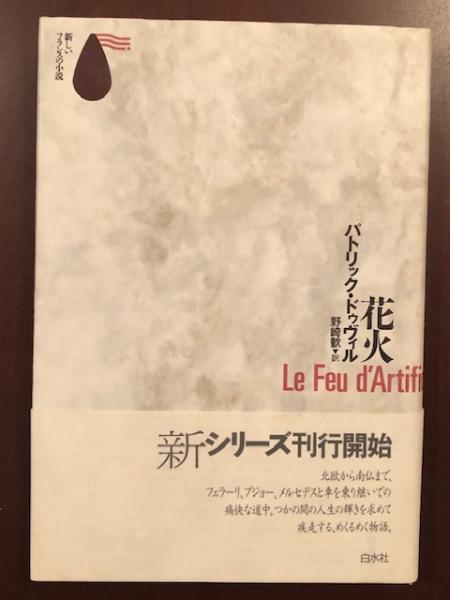 新しい
フランスの小説
パトリック・ドゥヴィル
花火
野崎歓・訳
Le Feu d'Artifi
新シリーズ刊行開始
北欧から南仏まで、
フェラーリ、プジョー、メルセデスと車を乗り継いでの
痛快な道中。つかの間の人生の輝きを求めて
疾走する、めくるめく物語。
白水社